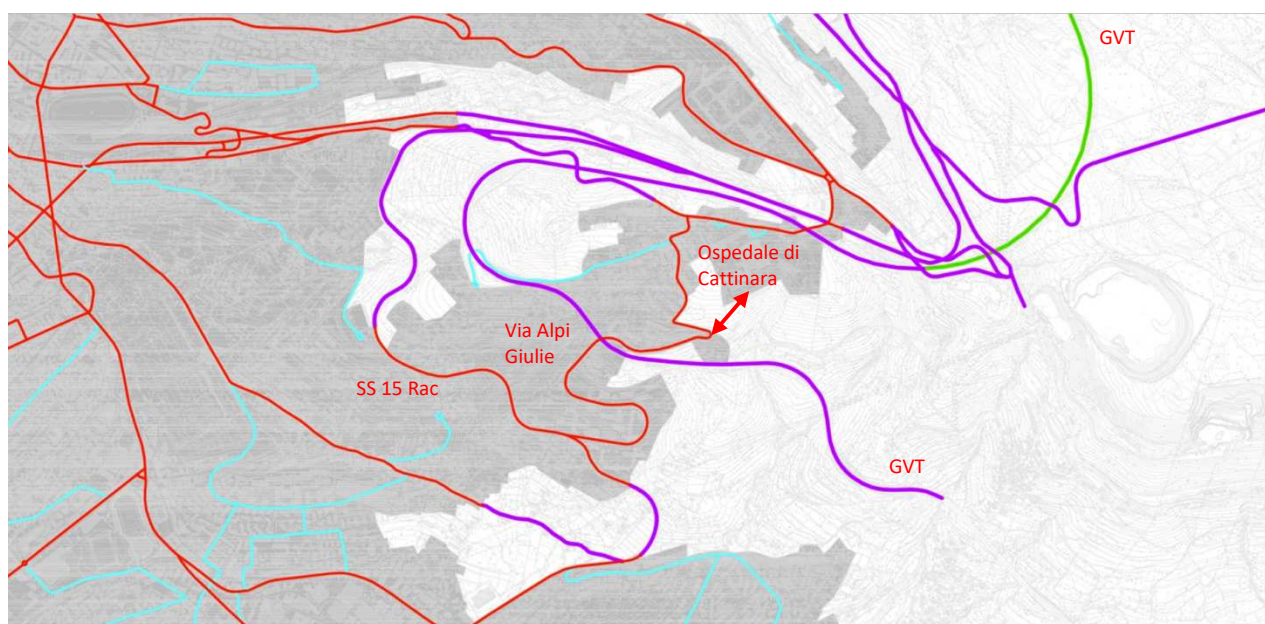 GVT
Ospedale di
Cattinara
Via Alpi
Giulie
SS 15 Rac
GVT